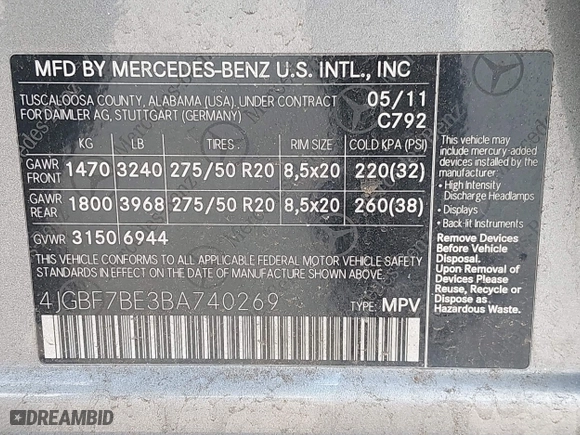 MFD BY MERCEDES-BENZ U.S. INTL., INC
TUSCALOOSA COUNTY, ALABAMA (USA). UNDER CONTRACT
FOR DAIMLER AG, STUTTGART (GERMANY)
05/11
C792
KG LB TIRES RIM SIZE COLD KPA (PSI)
GAWR
FRONT 1470 3240 275/50 R20 8,5x20 220(32)
GAWR
REAR 1800 3968 275/50 R20 8,5x20 260(38)
GVWR 3150 6944
THIS VEHICLE CONFORMS TO ALL APPLICABLE FEDERAL MOTOR VEHICLE SAFETY
STANDARDS IN EFFECT ON THE DATE OF MANUFACTURE SHOWN ABOVE.
4JGBF7BE3BA740269 TYPE: MPV
This vehicle may
include mercury-added
devices installed by the
manufacturer:
• High Intensity
Discharge Headlamps
• Displays
• Back-lit Instruments
Remove Devices
Before Vehicle
Disposal.
Upon Removal of
Devices Please
Reuse, Recycle or
Dispose as
Hazardous Waste.
DREAMBID